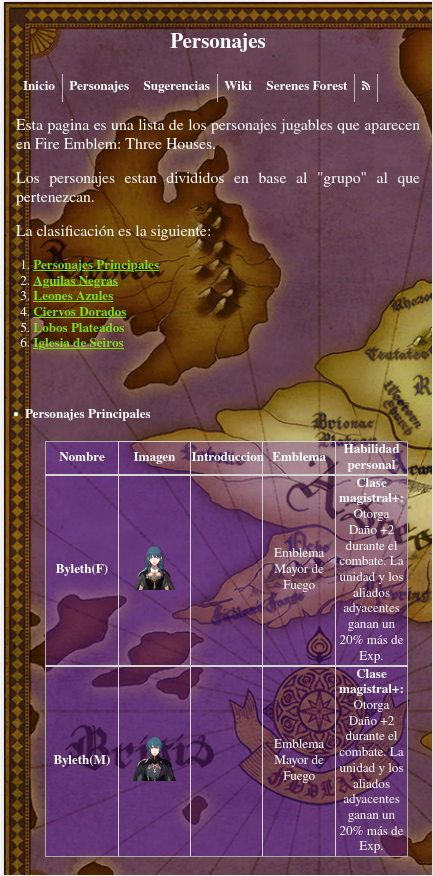 Personajes
Inicio Personajes Sugerencias Wiki Serenes Forest
Esta pagina es una lista de los personajes jugables que aparecen
en Fire Emblem: Three Houses.
Los personajes estan divididos en base al "grupo" al que
pertenezcan.
La clasificación es la siguiente:
1. Personajes Principales
2. Aguilas Negras
3. Leones Azules
4. Ciervos Dorados
5. Lobos Plateados
6. Iglesia de Seiros
• Personajes Principales
Nombre Imagen Introduccion Emblema Habilidad
personal
Byleth(F)
Emblema
Mayor de
Fuego
Clase
magistral+:
Otorga
Daño +2
durante el
combate. La
unidad y los
aliados
adyacentes
ganan un
20% más de
Exp.
Byleth(M)
Emblema
Mayor de
Fuego
Clase
magistral+:
Otorga
Daño +2
durante el
combate. La
unidad y los
aliados
adyacentes
ganan un
20% más de
Exp.
Brionac